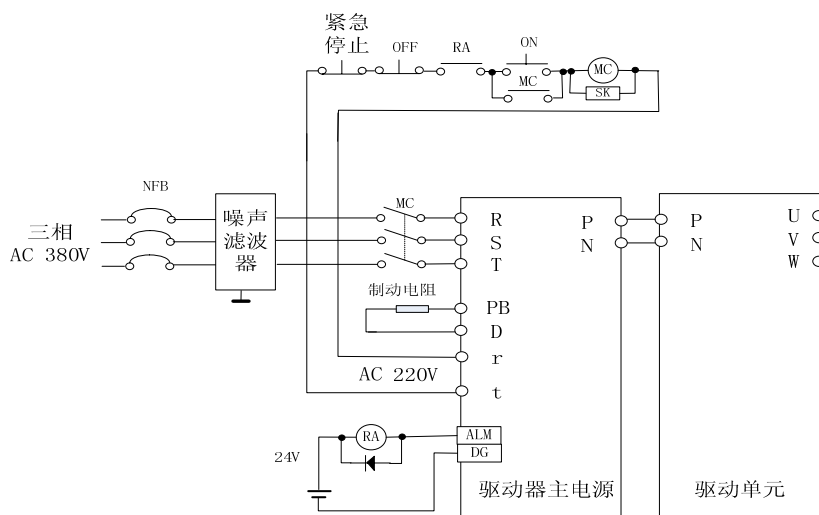 紧急
停止
OFF
RA
ON
MC
MC
SK
NFB
三相
AC 380V
噪声
滤波
器
MC
R
S
T
制动电阻
PB
D
r
AC 220V
t
P
N
P
N
U
V
W
24V
RA
ALM
DG
驱动器主电源
驱动单元